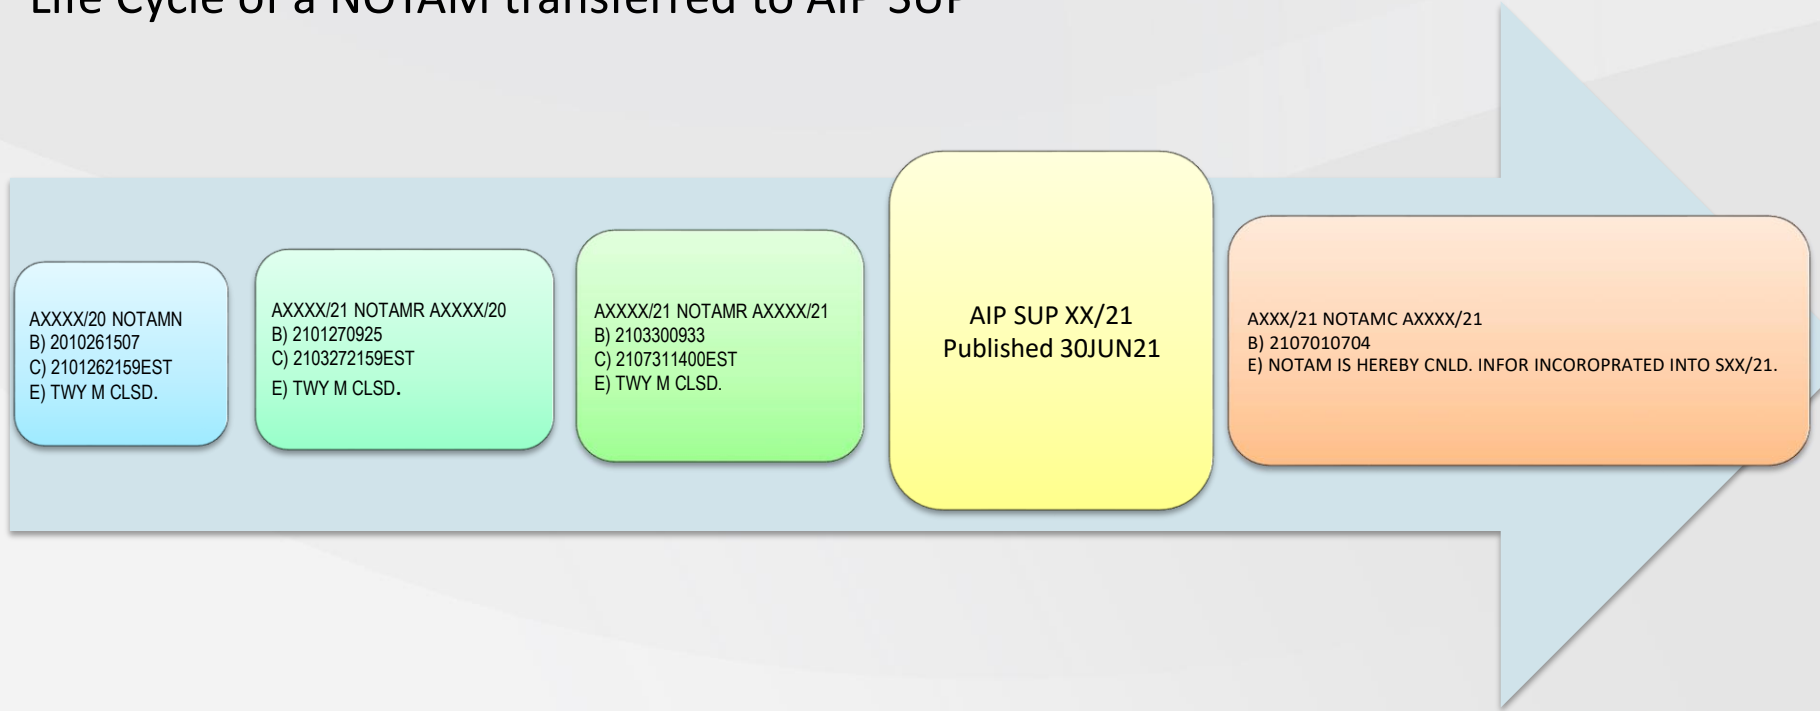 Life Cycle of a NOTAM transferred to AIP SUP
AXXXX/20 NOTAMN
B) 2010261507
C) 2101262159EST
E) TWY M CLSD.
AXXXX/21 NOTAMR AXXXX/20
B) 2101270925
C) 2103272159EST
E) TWY M CLSD.
AXXXX/21 NOTAMR AXXXX/21
B) 2103300933
C) 2107311400EST
E) TWY M CLSD.
AIP SUP XX/21
Published 30JUN21
AXXX/21 NOTAMC AXXXX/21
B) 2107010704
E) NOTAM IS HEREBY CNLD. INFOR INCOROPRATED INTO SXX/21.